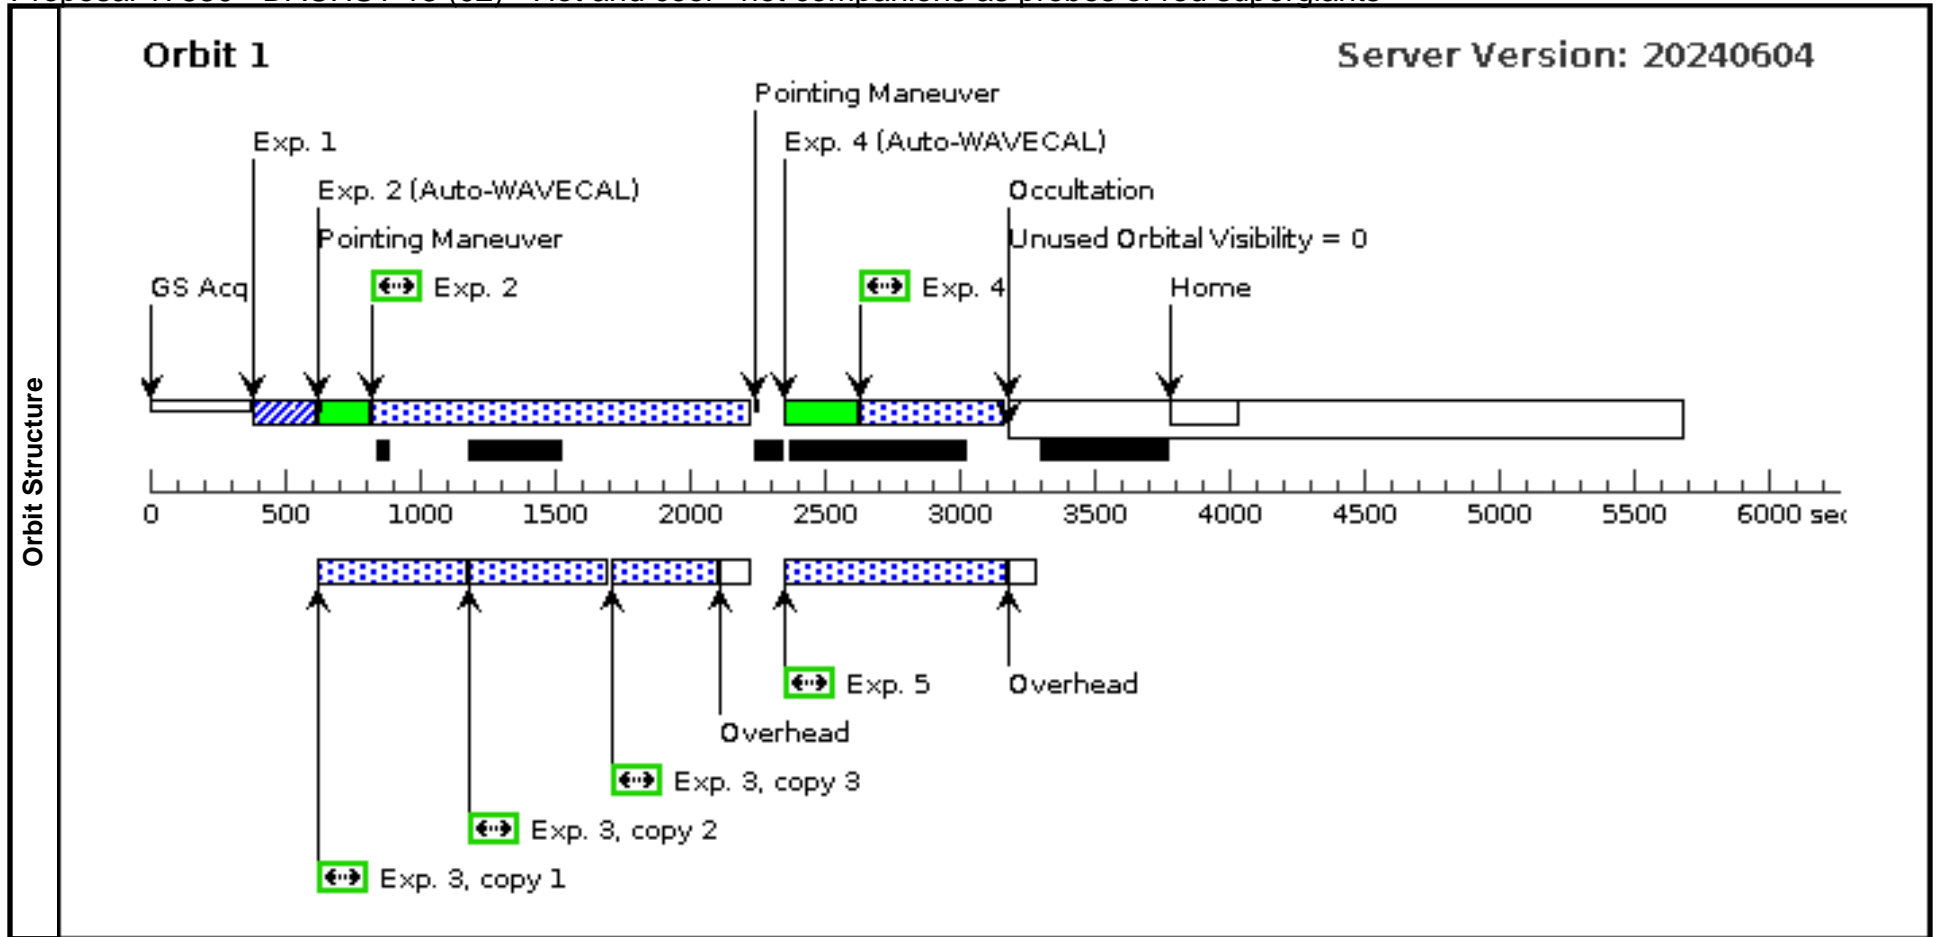 Orbit 1
Server Version: 20240604
Pointing Maneuver
Exp. 1
Exp. 4 (Auto-WAVECAL)
Exp. 2 (Auto-WAVECAL)
Occultation
Pointing Maneuver
Unused Orbital Visibility = 0
GS Acq
Exp. 2
Exp. 4
Home
Orbit Structure
0 500 1000 1500 2000 2500 3000 3500 4000 4500 5000 5500 6000 sec
Exp. 5
Overhead
Overhead
Exp. 3, copy 3
Exp. 3, copy 2
Exp. 3, copy 1